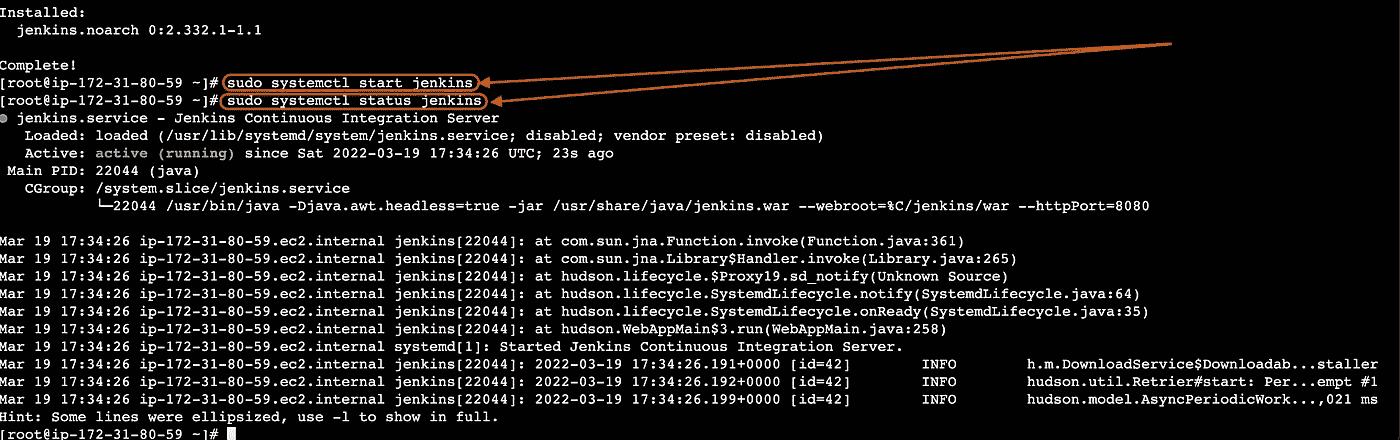 Installed:
jenkins.noarch 0:2.332.1-1.1
Complete!
[root@ip-172-31-80-59 ~]# sudo systemctl start jenkins
[root@ip-172-31-80-59 ~]# sudo systemctl status jenkins
● jenkins.service - Jenkins Continuous Integration Server
Loaded: loaded (/usr/lib/systemd/system/jenkins.service; disabled; vendor preset: disabled)
Active: active (running) since Sat 2022-03-19 17:34:26 UTC; 23s ago
Main PID: 22044 (java)
CGroup: /system.slice/jenkins.service
└─22044 /usr/bin/java -Djava.awt.headless=true -jar /usr/share/java/jenkins.war --webroot=%C/jenkins/war --httpPort=8080
Mar 19 17:34:26 ip-172-31-80-59.ec2.internal jenkins[22044]: at com.sun.jna.Function.invoke(Function.java:361)
Mar 19 17:34:26 ip-172-31-80-59.ec2.internal jenkins[22044]: at com.sun.jna.Library$Handler.invoke(Library.java:265)
Mar 19 17:34:26 ip-172-31-80-59.ec2.internal jenkins[22044]: at hudson.lifecycle.$Proxy19.sd_notify(Unknown Source)
Mar 19 17:34:26 ip-172-31-80-59.ec2.internal jenkins[22044]: at hudson.lifecycle.SystemdLifecycle.notify(SystemdLifecycle.java:64)
Mar 19 17:34:26 ip-172-31-80-59.ec2.internal jenkins[22044]: at hudson.lifecycle.SystemdLifecycle.onReady(SystemdLifecycle.java:35)
Mar 19 17:34:26 ip-172-31-80-59.ec2.internal jenkins[22044]: at hudson.WebAppMain$3.run(WebAppMain.java:258)
Mar 19 17:34:26 ip-172-31-80-59.ec2.internal systemd[1]: Started Jenkins Continuous Integration Server.
Mar 19 17:34:26 ip-172-31-80-59.ec2.internal jenkins[22044]: 2022-03-19 17:34:26.191+0000 [id=42] INFO h.m.DownloadService$Downloadab...staller
Mar 19 17:34:26 ip-172-31-80-59.ec2.internal jenkins[22044]: 2022-03-19 17:34:26.192+0000 [id=42] INFO hudson.util.Retrier#start: Per...empt #1
Mar 19 17:34:26 ip-172-31-80-59.ec2.internal jenkins[22044]: 2022-03-19 17:34:26.199+0000 [id=42] INFO hudson.model.AsyncPeriodicWork...,021 ms
Hint: Some lines were ellipsized, use -l to show in full.
[root@ip-172-31-80-59 ~]#